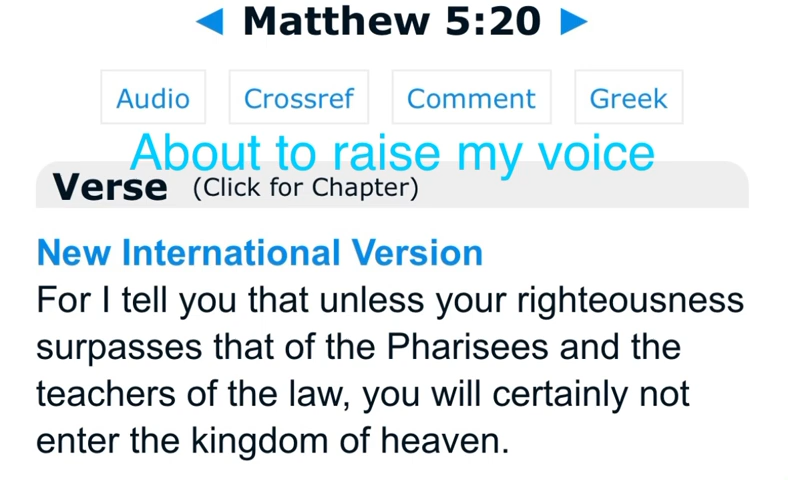 ◄ Matthew 5:20 ►
Audio Crossref Comment Greek
About to raise my voice
Verse (Click for Chapter)
New International Version
For I tell you that unless your righteousness
surpasses that of the Pharisees and the
teachers of the law, you will certainly not
enter the kingdom of heaven.